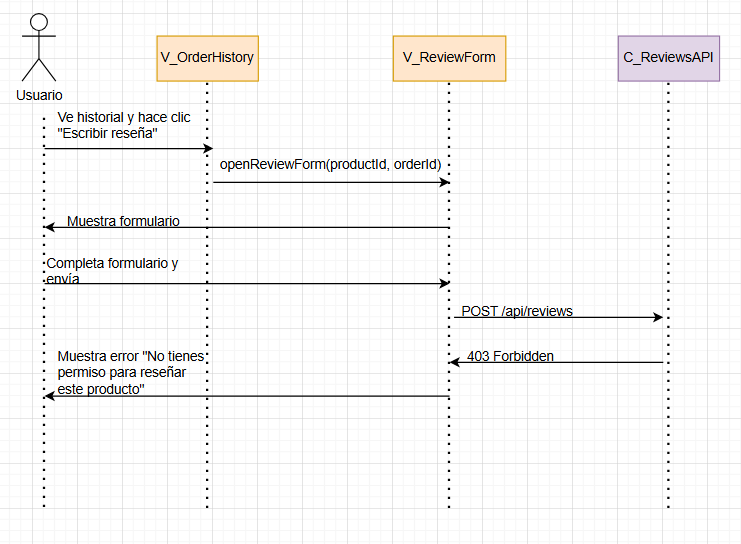 V_OrderHistory
V_ReviewForm
C_ReviewsAPI
Usuario
Ve historial y hace clic
"Escribir reseña"
openReviewForm(productId, orderId)
Muestra formulario
Completa formulario y
envía
POST /api/reviews
403 Forbidden
Muestra error "No tienes
permiso para reseñar
este producto"